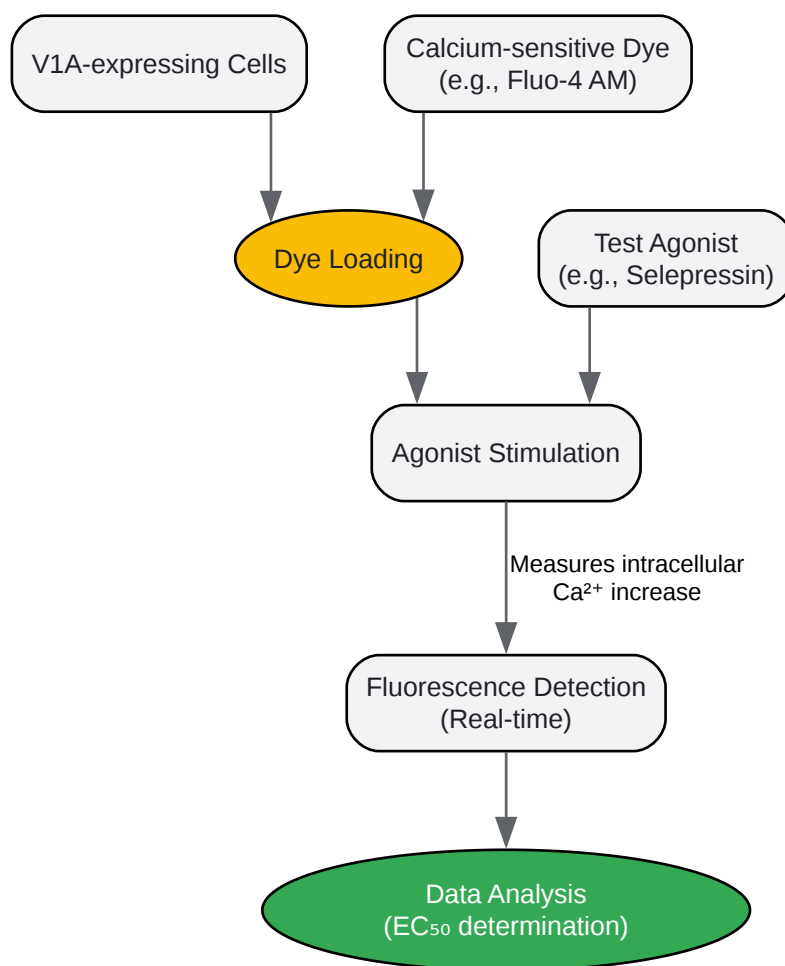 V1A-expressing Cells
Calcium-sensitive Dye
(e.g., Fluo-4 AM)
Dye Loading
Test Agonist
(e.g., Selepressin)
Agonist Stimulation
Measures intracellular
Ca²⁺ increase
Fluorescence Detection
(Real-time)
Data Analysis
(EC₅₀ determination)